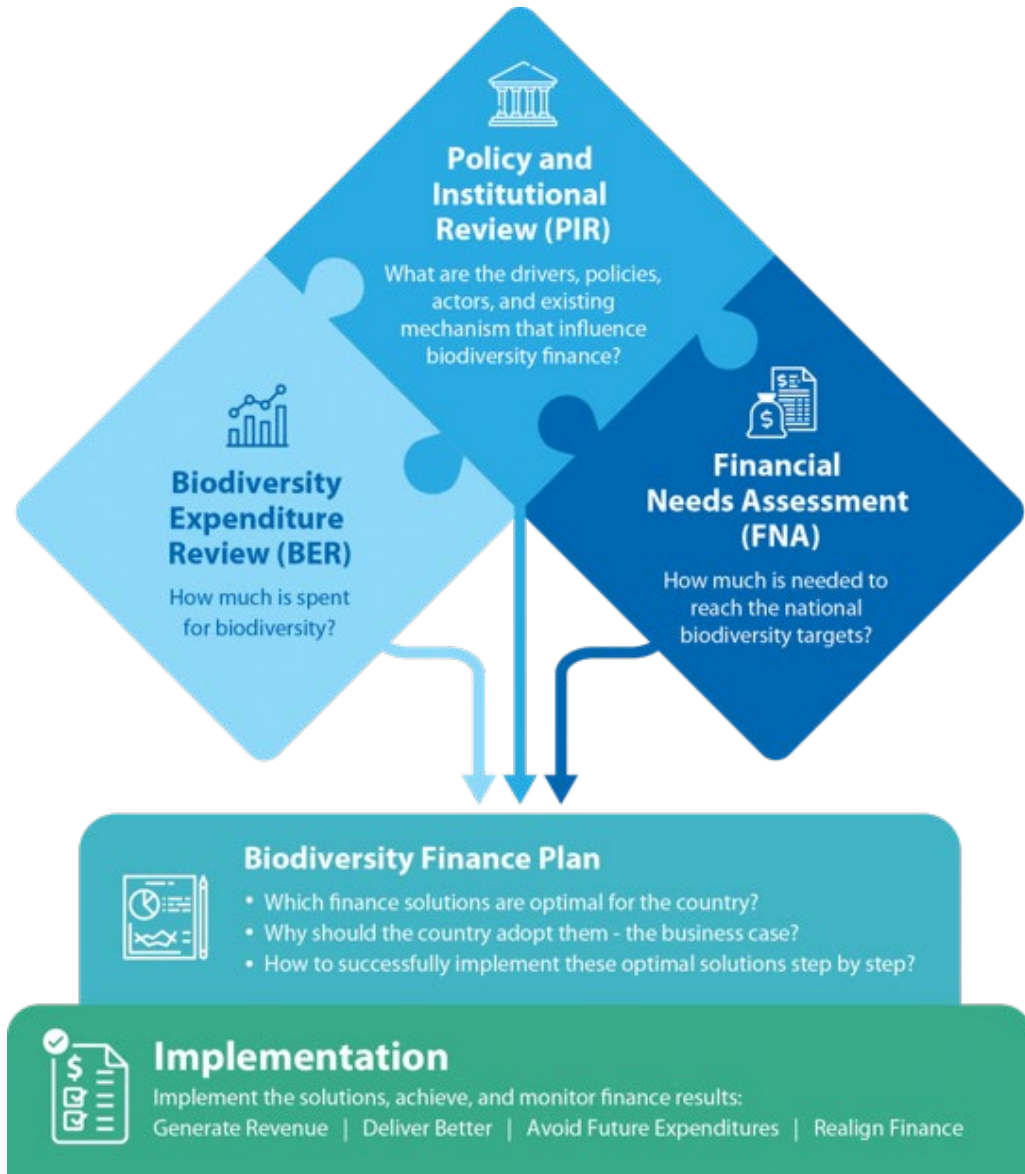 Policy and
Institutional
Review (PIR)
What are the drivers, policies,
actors, and existing
mechanism that influence
biodiversity finance?
Biodiversity
Expenditure
Review (BER)
How much is spent
for biodiversity?
$
$
Financial
Needs Assessment
(FNA)
How much is needed to
reach the national
biodiversity targets?
Biodiversity Finance Plan
• Which finance solutions are optimal for the country?
• Why should the country adopt them - the business case?
• How to successfully implement these optimal solutions step by step?
$
Implementation
Implement the solutions, achieve, and monitor finance results:
Generate Revenue | Deliver Better | Avoid Future Expenditures | Realign Finance